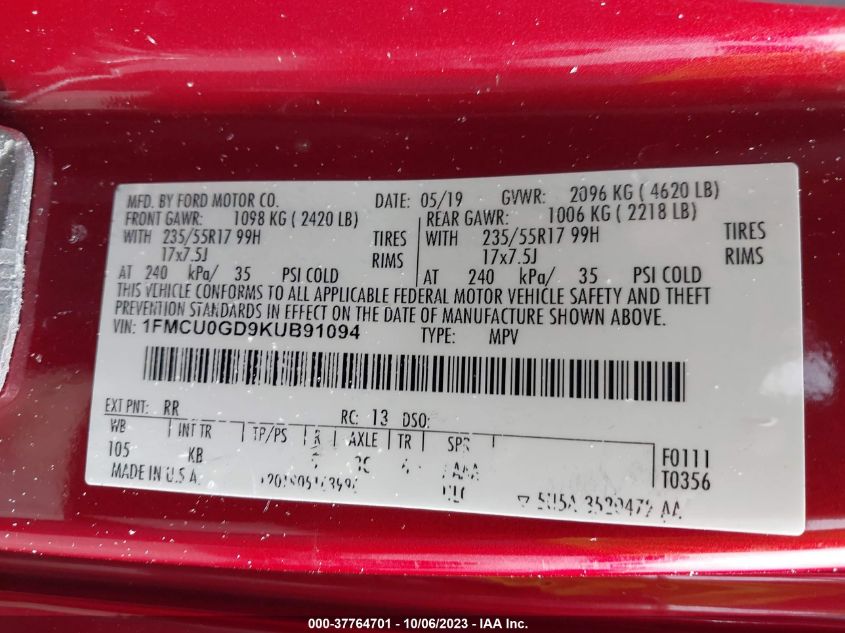 MFD. BY FORD MOTOR CO. DATE: 05/19 GVWR: 2096 KG ( 4620 LB)
FRONT GAWR: 1098 KG ( 2420 LB) REAR GAWR: 1006 KG ( 2218 LB)
WITH 235/55R17 99H TIRES WITH 235/55R17 99H TIRES
17x7.5J RIMS 17x7.5J RIMS
AT 240 kPa/ 35 PSI COLD AT 240 kPa/ 35 PSI COLD
THIS VEHICLE CONFORMS TO ALL APPLICABLE FEDERAL MOTOR VEHICLE SAFETY AND THEFT
PREVENTION STANDARDS IN EFFECT ON THE DATE OF MANUFACTURE SHOWN ABOVE.
VIN: 1FMCU0GD9KUB91094 TYPE: MPV
EXT PNT: RR RC: 13 DSO:
WB INT TR TP/PS R AXLE TR SPR
105 KB F0111
MADE IN U.S.A. T0356
000-37764701 - 10/06/2023 - IAA Inc.